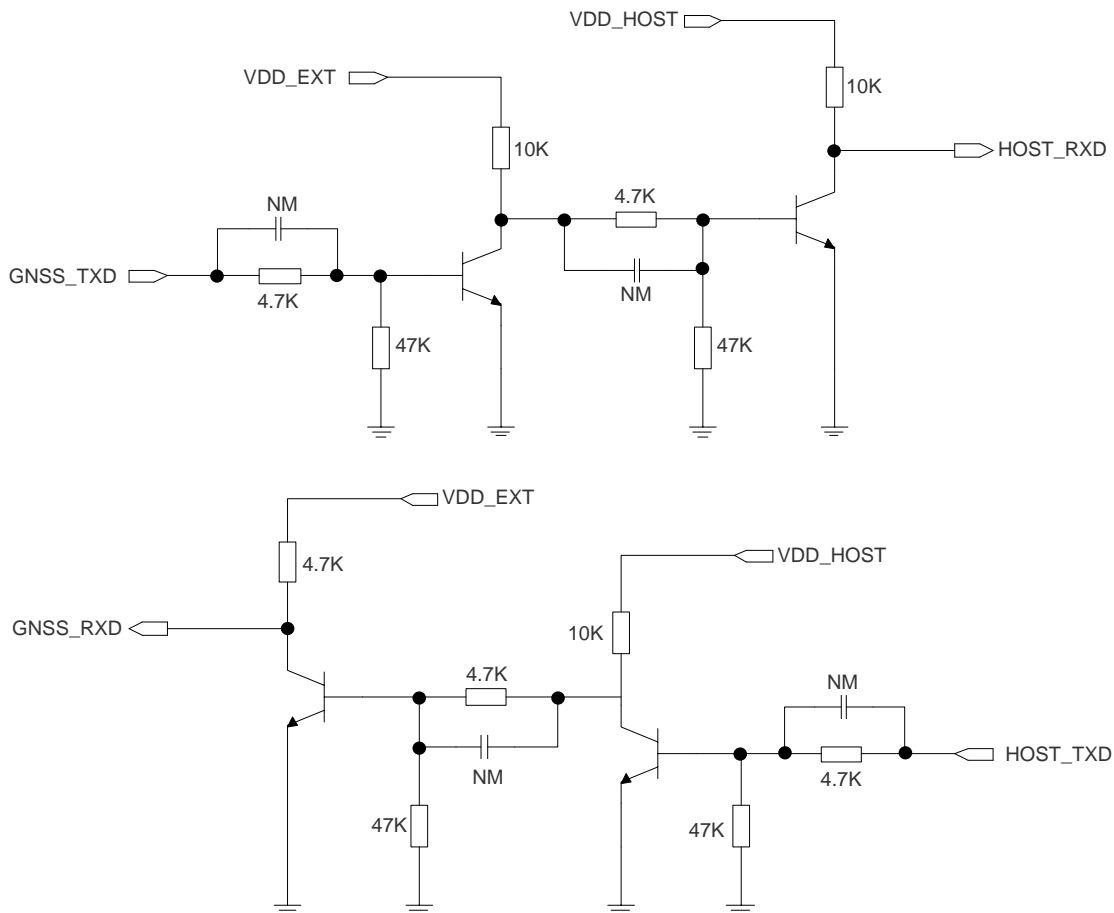 VDD_HOST
VDD_EXT
10K
10K
HOST_RXD
NM
4.7K
GNSS_TXD
4.7K
NM
47K
47K
VDD_EXT
VDD_HOST
4.7K
GNSS_RXD
10K
4.7K
NM
NM
4.7K
HOST_TXD
47K
47K